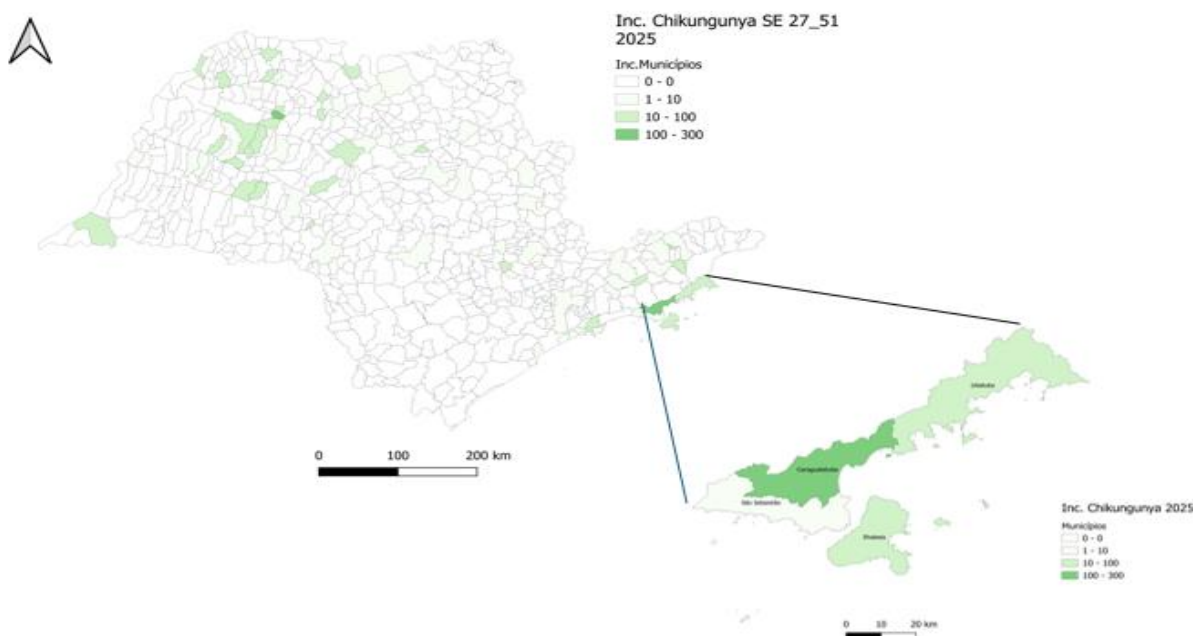 Inc. Chikungunya SE 27_51
2025
Inc.Municípios
0 - 0
1 - 10
10 - 100
100 - 300
0 100 200 km
Ubatuba
Caraguatatuba
São Sebastião
Ilhabela
Inc. Chikungunya 2025
Municípios
0 - 0
1 - 10
10 - 100
100 - 300
0 10 20 km